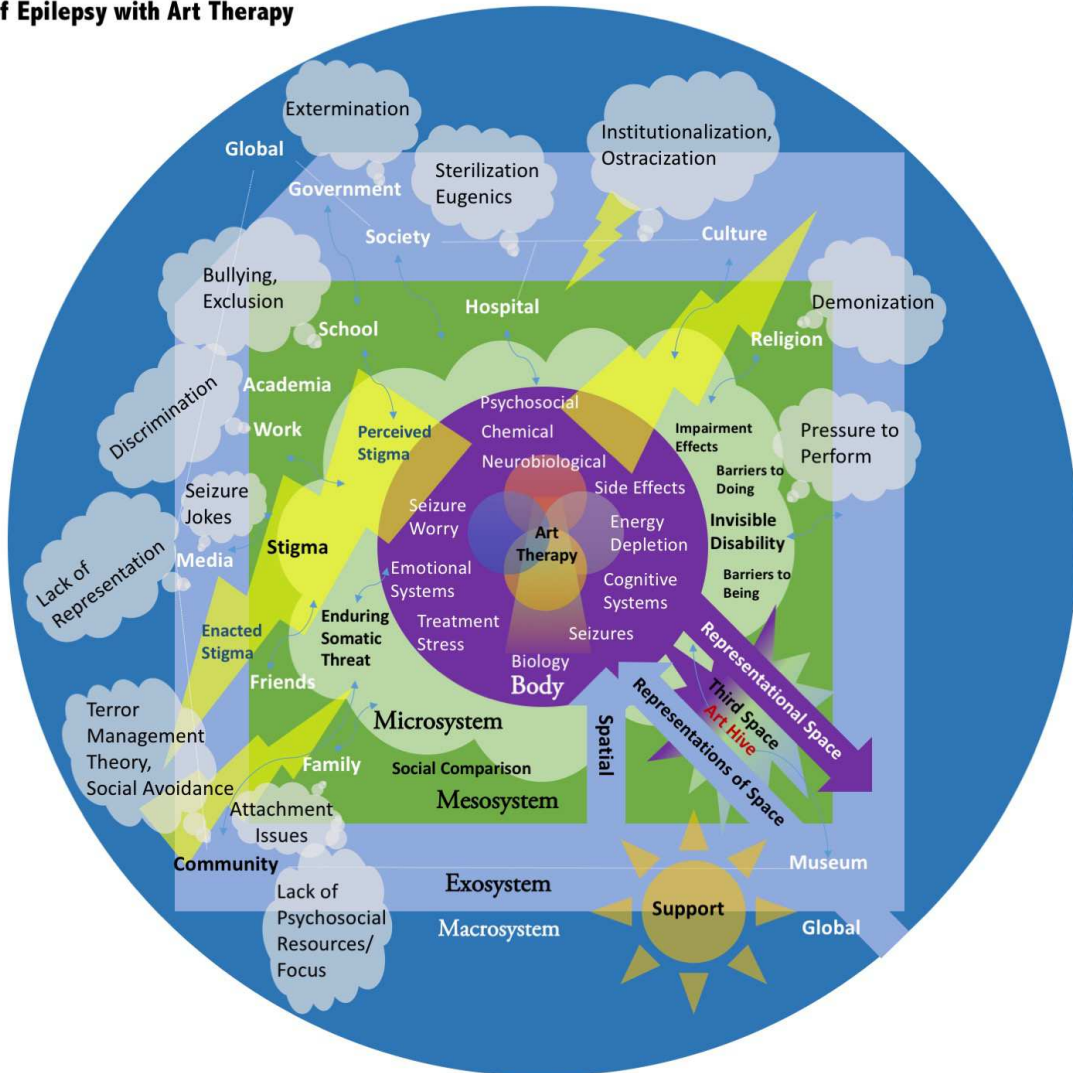 f Epilepsy with Art Therapy
Extermination
Global
Government
Sterilization
Eugenics
Institutionalization,
Ostracization
Society
Culture
Bullying,
Exclusion
Hospital
Demonization
School
Religion
Academia
Discrimination
Work
Perceived
Stigma
Psychosocial
Chemical
Neurobiological
Impairment
Effects
Pressure to
Perform
Barriers to
Doing
Seizure
Jokes
Seizure
Worry
Side Effects
Energy
Depletion
Invisible
Disability
Art
Therapy
Stigma
Media
Lack of
Representation
Emotional
Systems
Cognitive
Systems
Barriers to
Being
Enacted
Stigma
Enduring
Somatic
Threat
Treatment
Stress
Seizures
Biology
Body
Friends
Representational Space
Third Space
Art Hive
Representations of Space
Spatial
Terror
Management
Theory,
Social Avoidance
Microsystem
Family
Social Comparison
Mesosystem
Attachment
Issues
Community
Museum
Exosystem
Lack of
Psychosocial
Resources/
Focus
Support
Macrosystem
Global